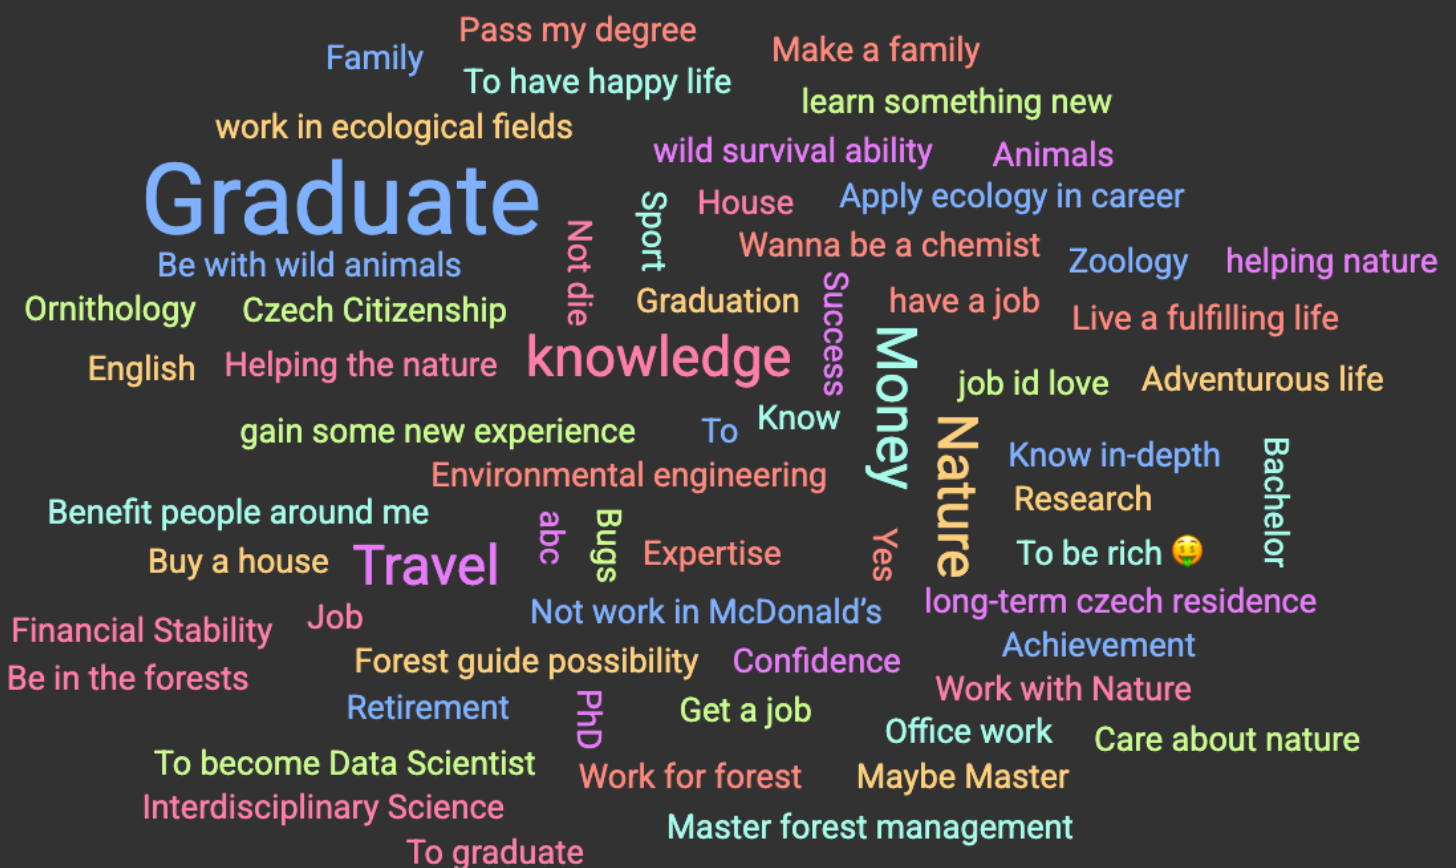 Pass my degree
Family
Make a family
To have happy life
learn something new
work in ecological fields
wild survival ability
Animals
Graduate
Sport
House
Apply ecology in career
Not die
Wanna be a chemist
Be with wild animals
Zoology
helping nature
Ornithology
Czech Citizenship
Graduation
Success
have a job
Live a fulfilling life
English
Helping the nature
knowledge
Money
job id love
Adventurous life
gain some new experience
To
Know
Nature
Know in-depth
Bachelor
Environmental engineering
Research
Benefit people around me
abc
Bugs
Expertise
Yes
To be rich 🤑
Buy a house
Travel
Not work in McDonald’s
long-term czech residence
Financial Stability
Job
Achievement
Be in the forests
Forest guide possibility
Confidence
Work with Nature
Retirement
PhD
Get a job
Office work
Care about nature
To become Data Scientist
Work for forest
Maybe Master
Interdisciplinary Science
Master forest management
To graduate